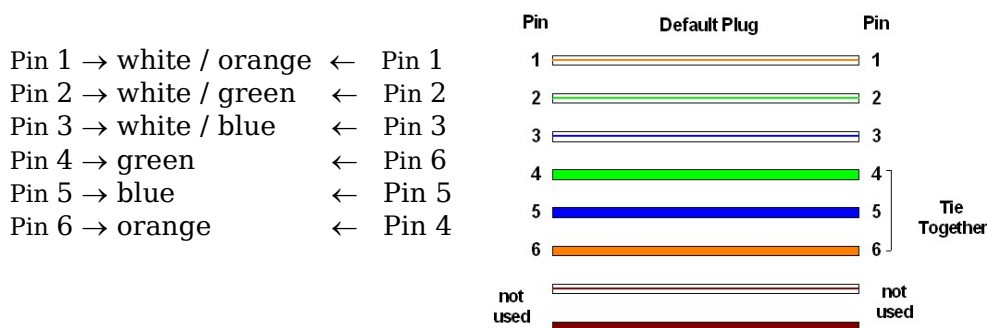 Pin 1 → white / orange ← Pin 1
Pin 2 → white / green ← Pin 2
Pin 3 → white / blue ← Pin 3
Pin 4 → green ← Pin 6
Pin 5 → blue ← Pin 5
Pin 6 → orange ← Pin 4
Pin Default Plug Pin
1 1
2 2
3 3
4 4
5 5
6 6
Tie
Together
not
used
not
used